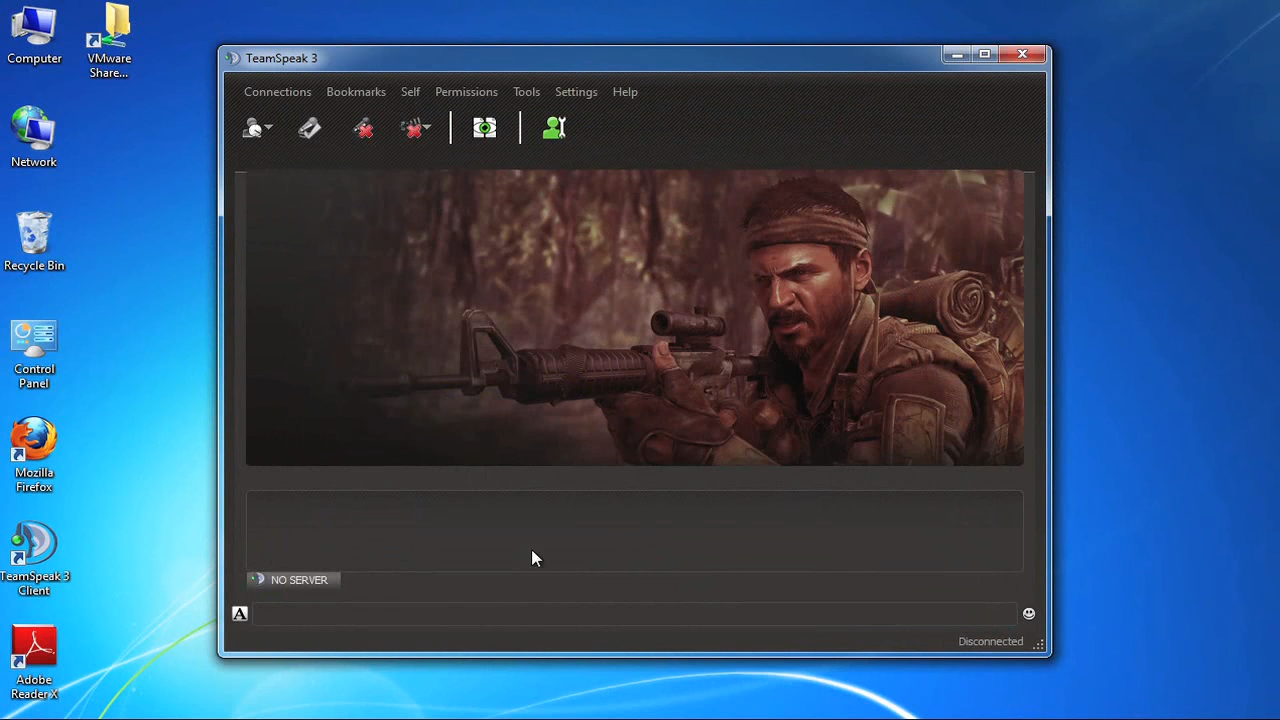 Computer
VMware
Share...
Network
Recycle Bin
Control
Panel
Mozilla
Firefox
TeamSpeak 3
Client
Adobe
Reader X
TeamSpeak 3
Connections Bookmarks Self Permissions Tools Settings Help
NO SERVER
A
Disconnected